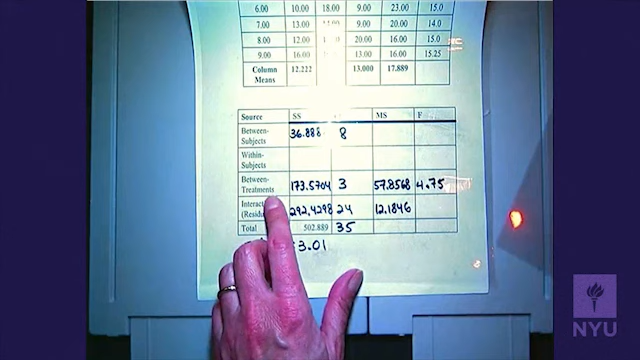 6.00 10.00 18.00 9.00 23.00 15.0
7.00 13.00 9.00 20.00 14.0
8.00 12.00 20.00 16.00 15.0
9.00 16.00 13.00 16.00 15.25
Column Means 12.222 13.000 17.889
Source SS MS F
Between-Subjects 36.888 8
Within-Subjects
Between-Treatments 173.5704 3 57.8568 4.75
292.4298 24 12.1846
Total 502.889 35
3.01
NYU